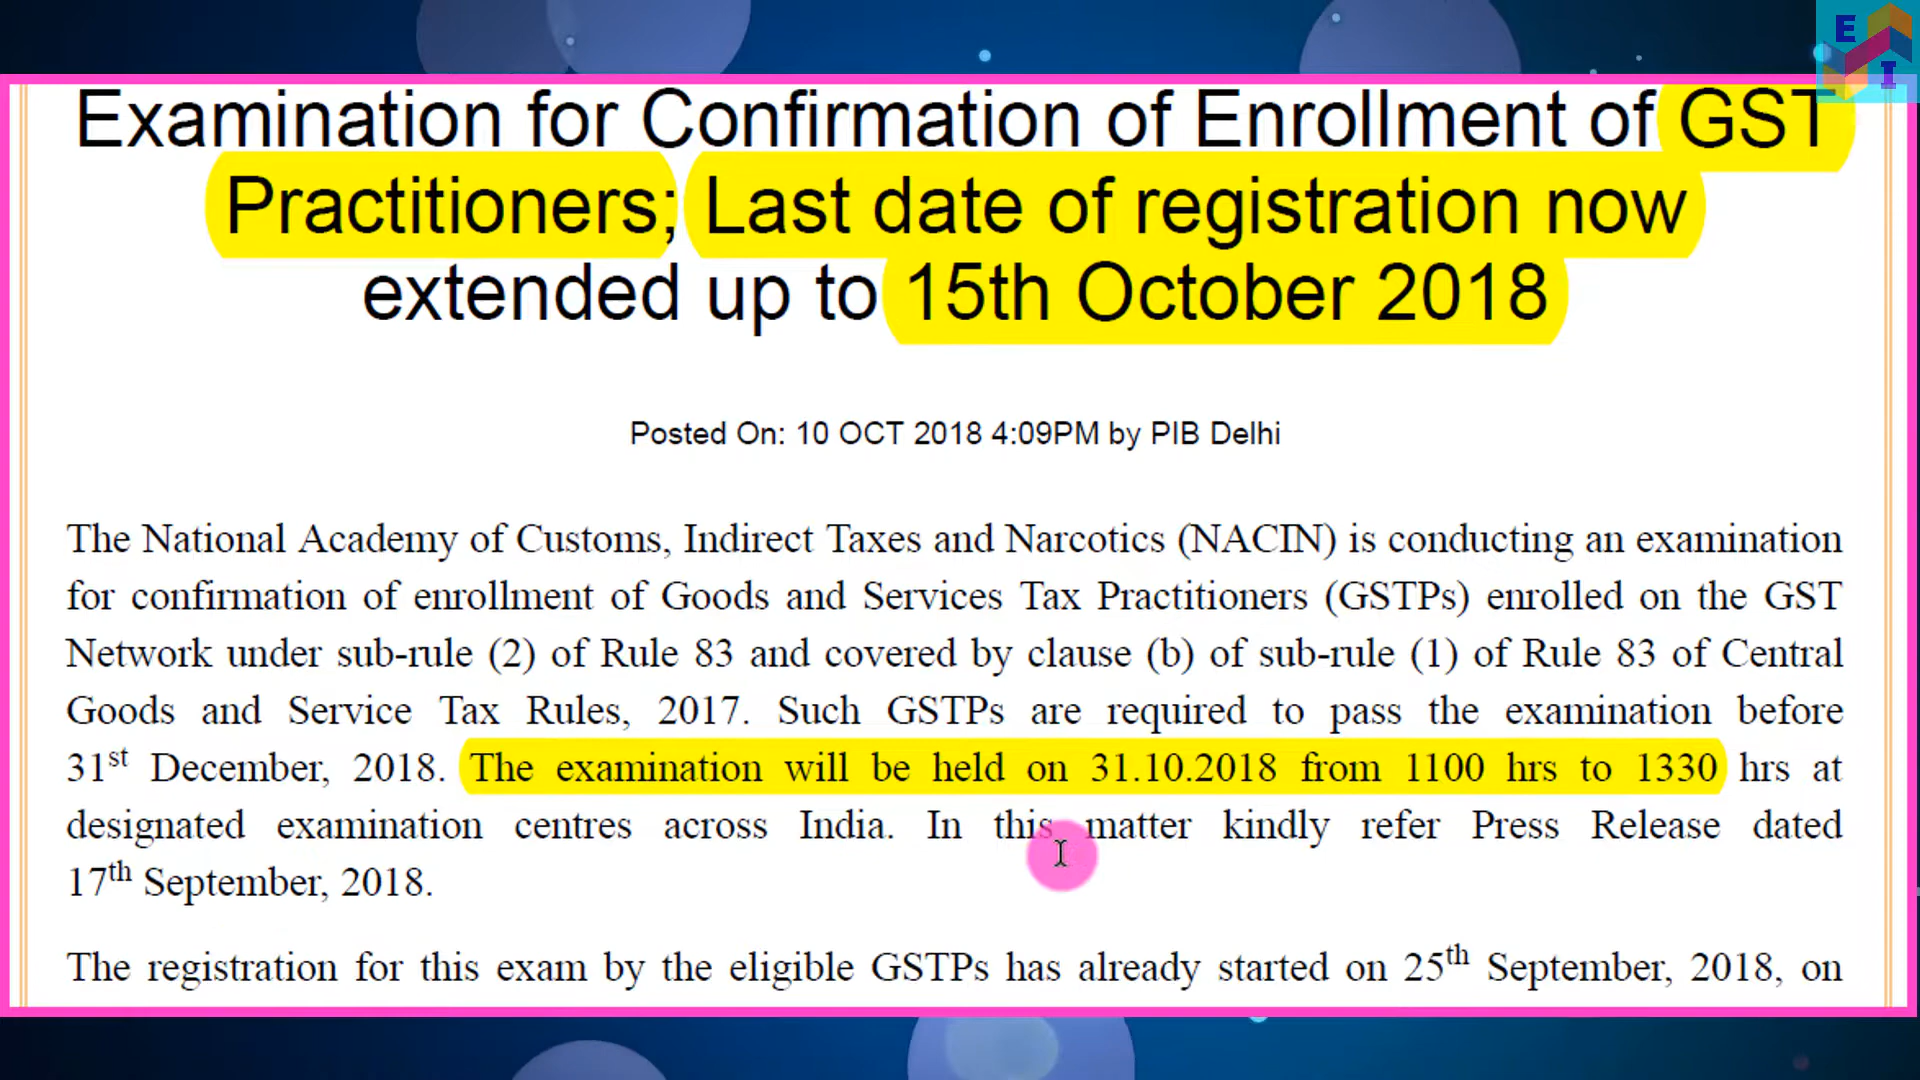 E
I
Examination for Confirmation of Enrollment of GST
Practitioners; Last date of registration now
extended up to 15th October 2018
Posted On: 10 OCT 2018 4:09PM by PIB Delhi
The National Academy of Customs, Indirect Taxes and Narcotics (NACIN) is conducting an examination
for confirmation of enrollment of Goods and Services Tax Practitioners (GSTPs) enrolled on the GST
Network under sub-rule (2) of Rule 83 and covered by clause (b) of sub-rule (1) of Rule 83 of Central
Goods and Service Tax Rules, 2017. Such GSTPs are required to pass the examination before
31st December, 2018. The examination will be held on 31.10.2018 from 1100 hrs to 1330 hrs at
designated examination centres across India. In this matter kindly refer Press Release dated
17th September, 2018.
The registration for this exam by the eligible GSTPs has already started on 25th September, 2018, on